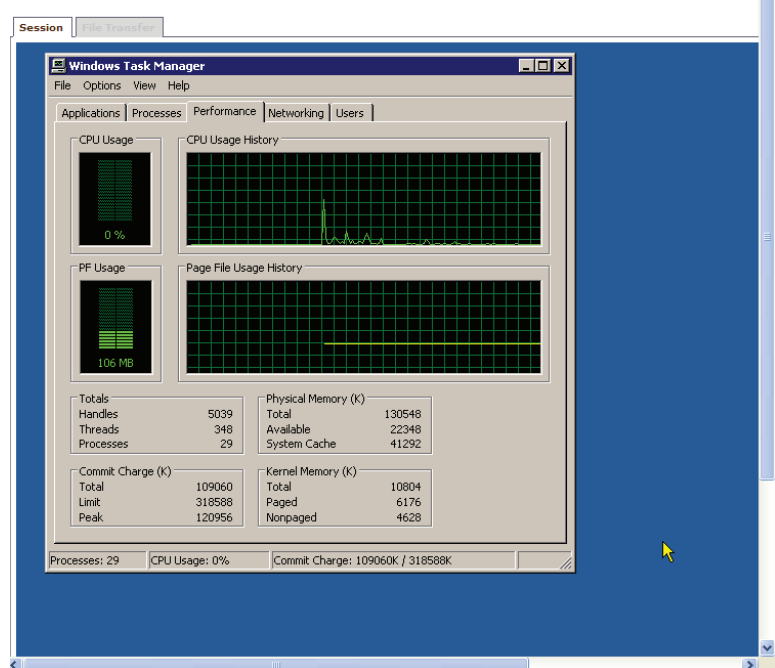 Session File Transfer
Windows Task Manager
File Options View Help
Applications Processes Performance Networking Users
CPU Usage CPU Usage History
0 %
PF Usage Page File Usage History
106 MB
Totals
Handles 5039
Threads 348
Processes 29
Physical Memory (K)
Total 130548
Available 22348
System Cache 41292
Commit Charge (K)
Total 109060
Limit 318588
Peak 120956
Kernel Memory (K)
Total 10804
Paged 6176
Nonpaged 4628
Processes: 29 CPU Usage: 0% Commit Charge: 109060K / 318588K